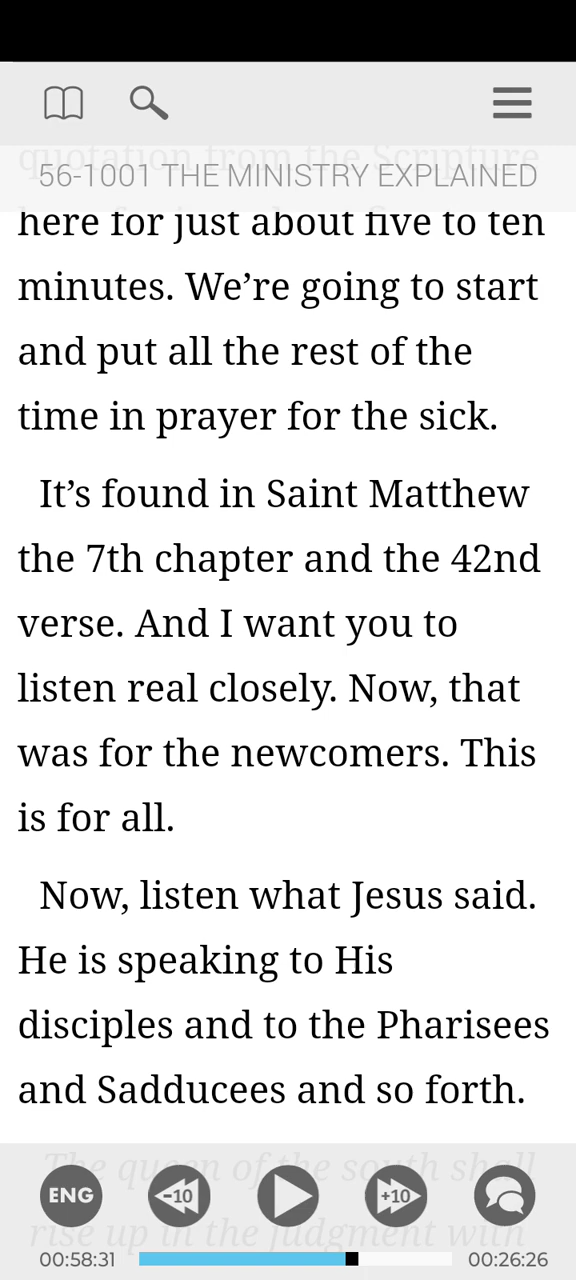 quotation from the Scripture
56-1001 THE MINISTRY EXPLAINED
here for just about five to ten
minutes. We’re going to start
and put all the rest of the
time in prayer for the sick.
It’s found in Saint Matthew
the 7th chapter and the 42nd
verse. And I want you to
listen real closely. Now, that
was for the newcomers. This
is for all.
Now, listen what Jesus said.
He is speaking to His
disciples and to the Pharisees
and Sadducees and so forth.
The queen of the south shall
ENG -10 +10
rise up in the judgment with
00:58:31 00:26:26